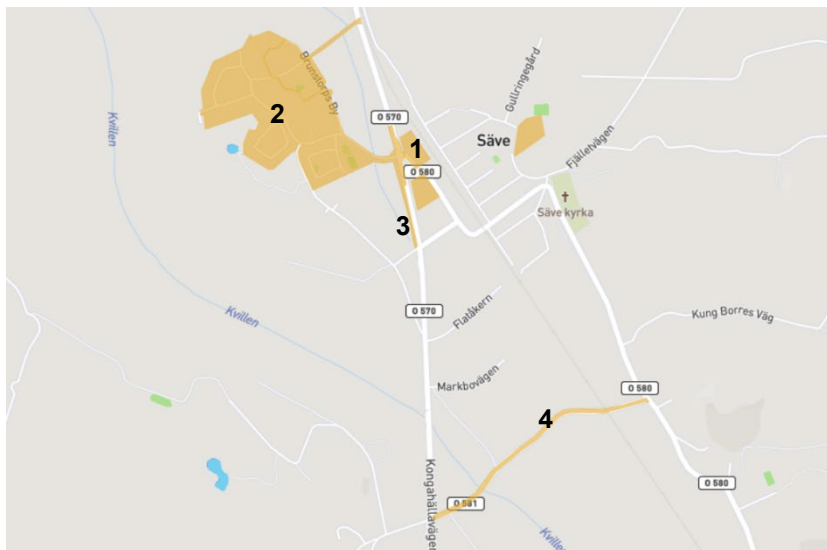 Gullringegård
Brunstorps By
2
Kvillen
O 570
1
Säve
Fjälletvägen
O 580
Säve kyrka
3
Kvillen
O 570
Flatåkern
Kung Borres Väg
Markbovägen
O 580
4
Kongahällavägen
O 581
O 580
Kvillen